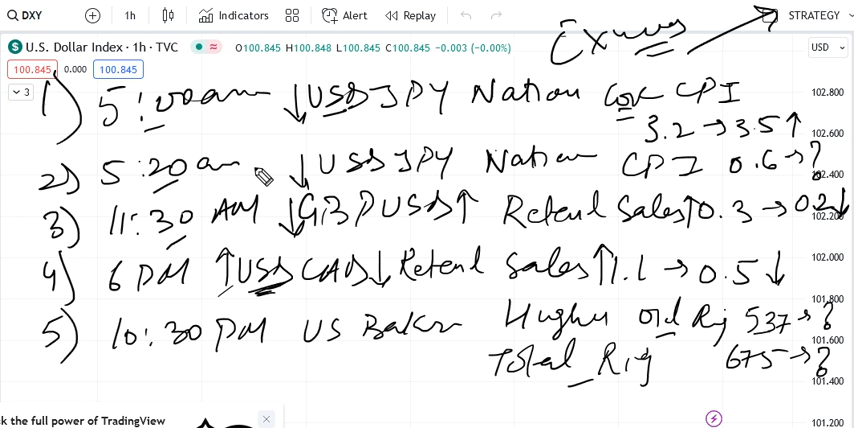 DXY 1h Indicators Alert Replay STRATEGY
U.S. Dollar Index · 1h · TVC O100.845 H100.848 L100.845 C100.845 -0.003 (-0.00%) USD
Exness
100.845 0.000 100.845
3
102.800
1) 5:00am ↓USDJPY Nation Core CPI
3.2→3.5↑
102.600
2) 5:20am ↓USDJPY Nation CPI 0.6→?
102.400
3) 11:30 AM ↓GBPUSD↑ Retail Sales↑0.3→0.2↓
102.200
102.000
4) 6 PM ↑USDCAD↓ Retail Sales↑1.1→0.5↓
101.800
5) 10:30 PM US Baker Hughes Oil Rig 537→?
101.600
Total Rig 675→?
101.400
ck the full power of TradingView
101.200